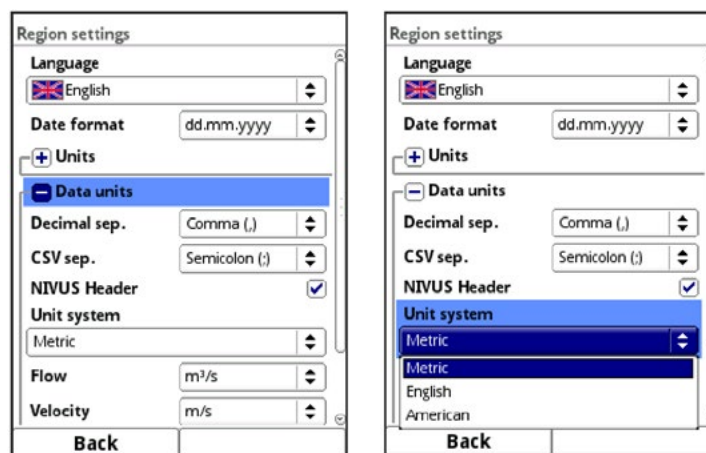 Region settings
Language
English
Date format dd.mm.yyyy
Units
Data units
Decimal sep. Comma (,)
CSV sep. Semicolon (;)
NIVUS Header
Unit system
Metric
Flow m³/s
Velocity m/s
Back
Region settings
Language
English
Date format dd.mm.yyyy
Units
Data units
Decimal sep. Comma (,)
CSV sep. Semicolon (;)
NIVUS Header
Unit system
Metric
Metric
English
American
Back